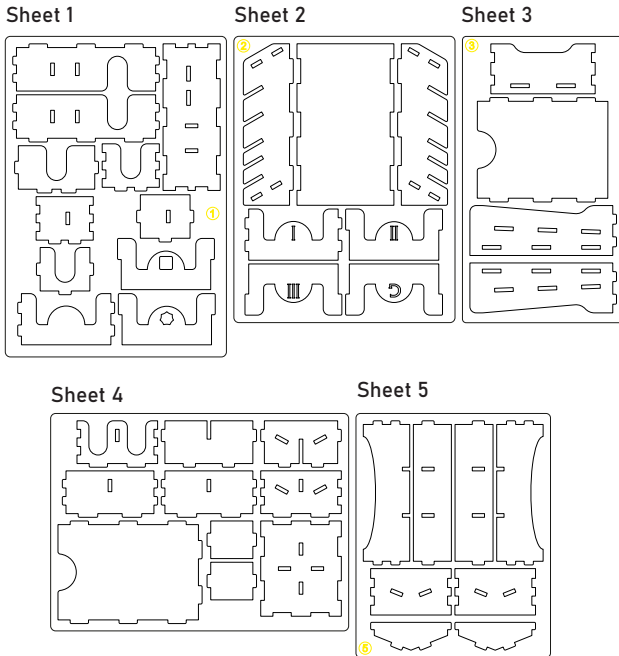 Sheet 1
Sheet 2
Sheet 3
②
③
I
II
①
III
C
Sheet 4
Sheet 5
⑤